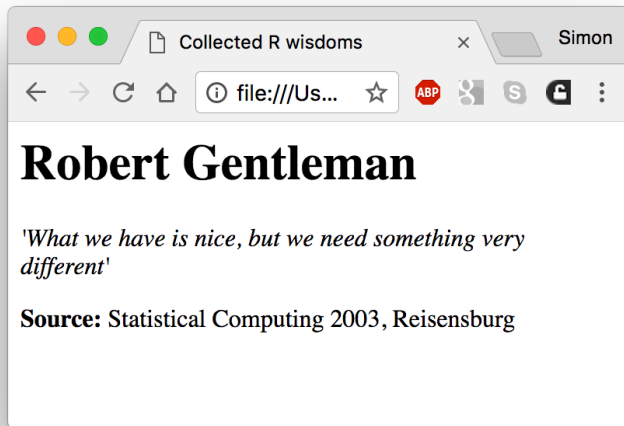 Collected R wisdoms
Simon
file:///Us...
ABP
S
Robert Gentleman
'What we have is nice, but we need something very
different'
Source: Statistical Computing 2003, Reisensburg